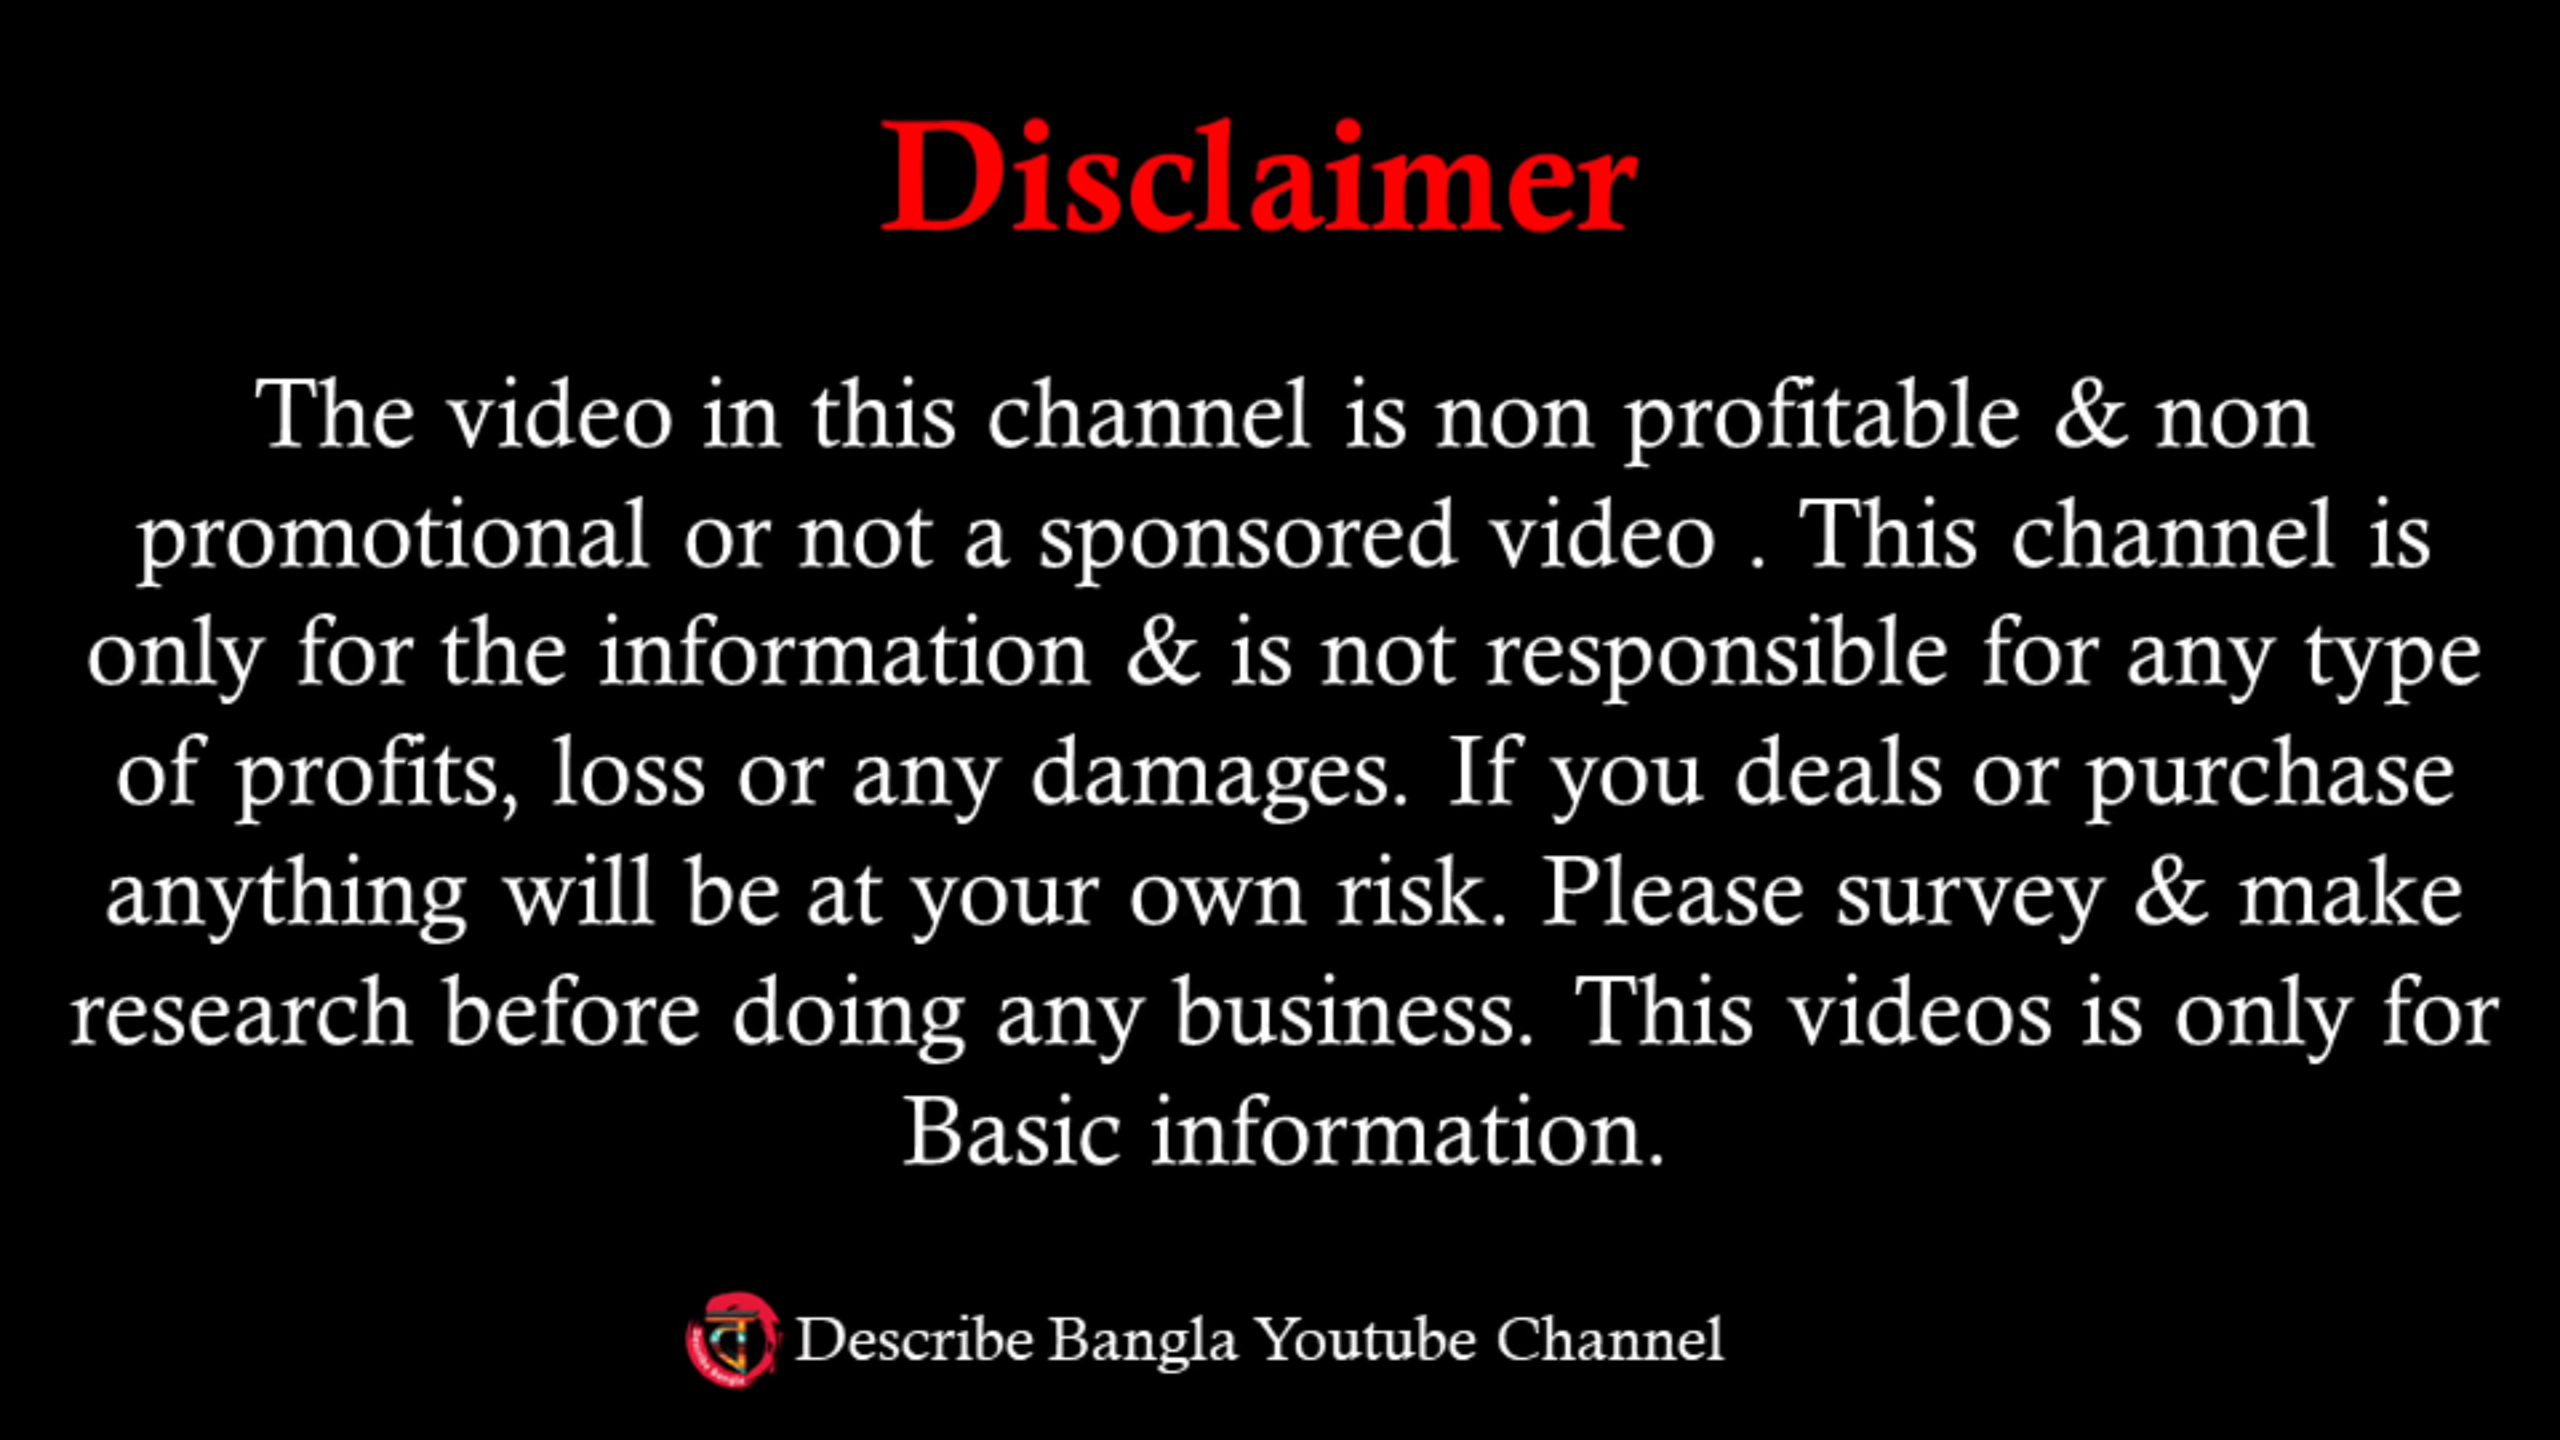 Disclaimer
The video in this channel is non profitable & non
promotional or not a sponsored video . This channel is
only for the information & is not responsible for any type
of profits, loss or any damages. If you deals or purchase
anything will be at your own risk. Please survey & make
research before doing any business. This videos is only for
Basic information.
ব
Describe Bangla
Describe Bangla Youtube Channel